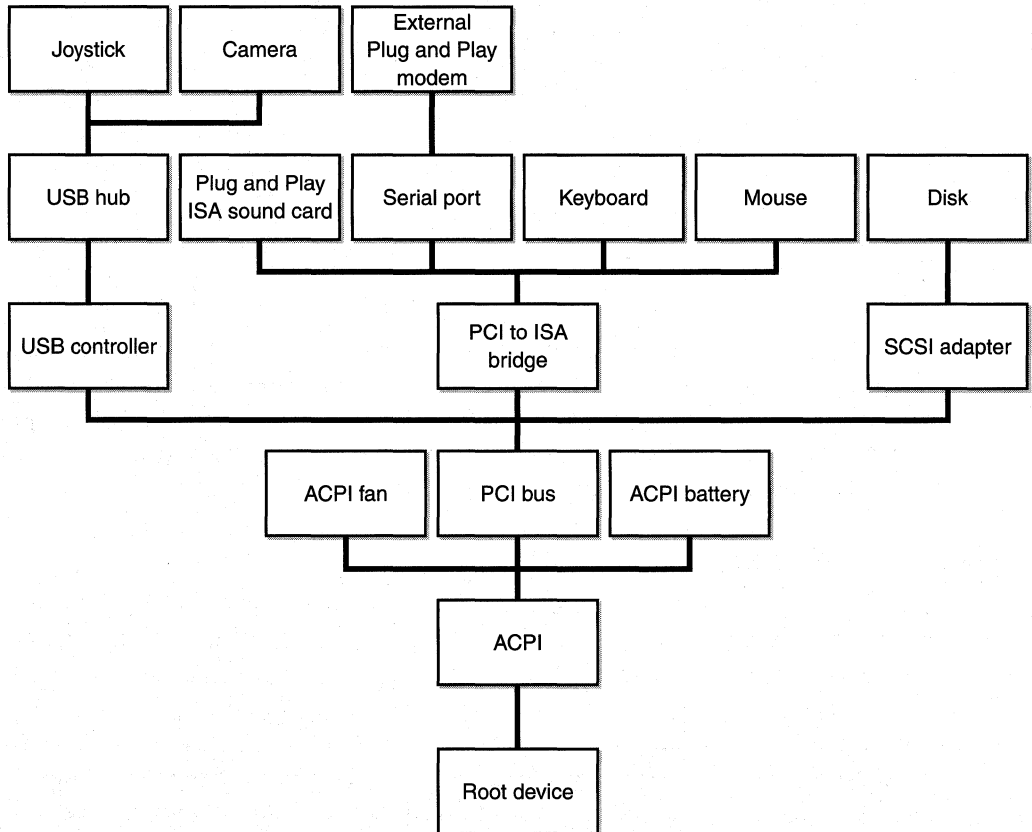 Joystick
Camera
External
Plug and Play
modem
USB hub
Plug and Play
ISA sound card
Serial port
Keyboard
Mouse
Disk
USB controller
PCI to ISA
bridge
SCSI adapter
ACPI fan
PCI bus
ACPI battery
ACPI
Root device